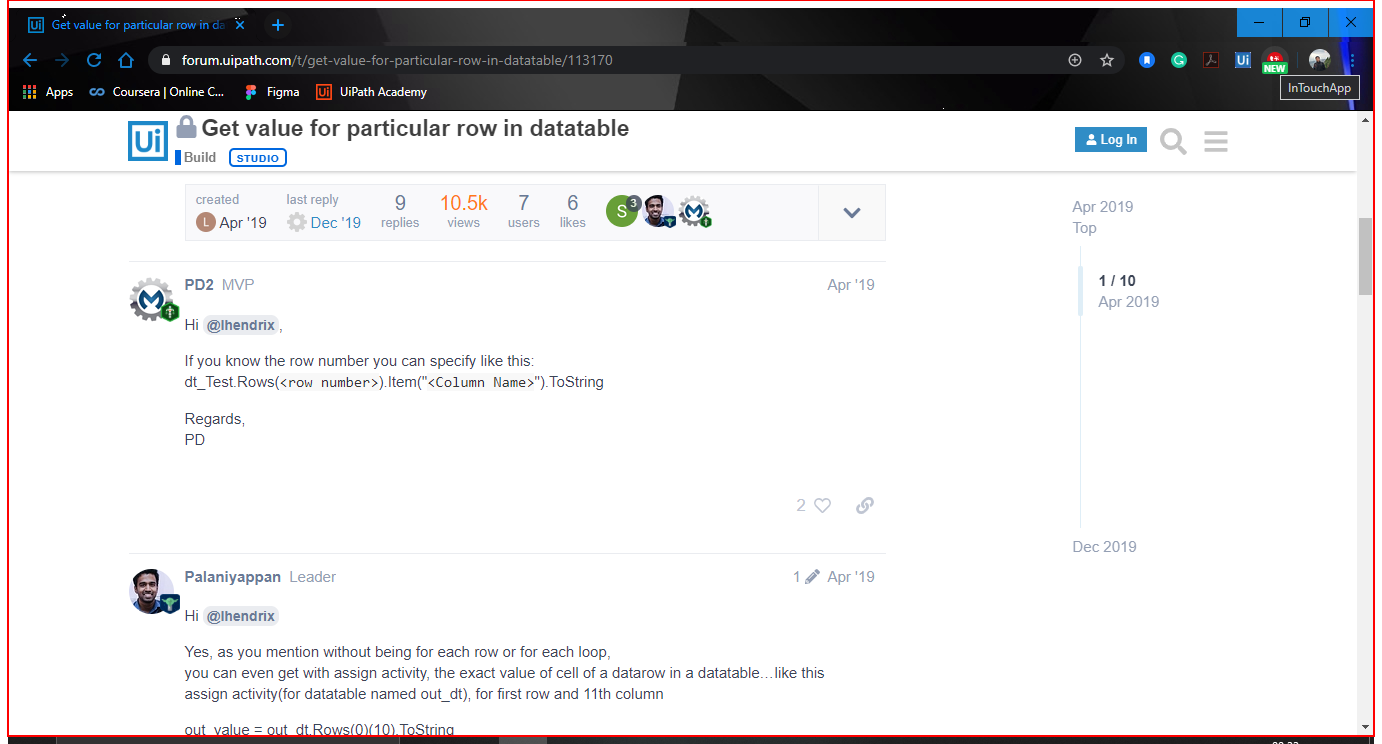 Ui Get value for particular row in da
forum.uipath.com/t/get-value-for-particular-row-in-datatable/113170
Ui
NEW
Apps Coursera | Online C... Figma Ui UiPath Academy
InTouchApp
Ui Get value for particular row in datatable
Build STUDIO
Log In
created last reply 9 10.5k 7 6
L Apr '19 Dec '19 replies views users likes
S 3
Apr 2019
Top
1 / 10
Apr 2019
Dec 2019
PD2 MVP Apr '19
Hi @lhendrix,
If you know the row number you can specify like this:
dt_Test.Rows(<row number>).Item("<Column Name>").ToString
Regards,
PD
2
Palaniyappan Leader 1 Apr '19
Hi @lhendrix
Yes, as you mention without being for each row or for each loop,
you can even get with assign activity, the exact value of cell of a datarow in a datatable…like this
assign activity(for datatable named out_dt), for first row and 11th column
out_value = out_dt.Rows(0)(10).ToString